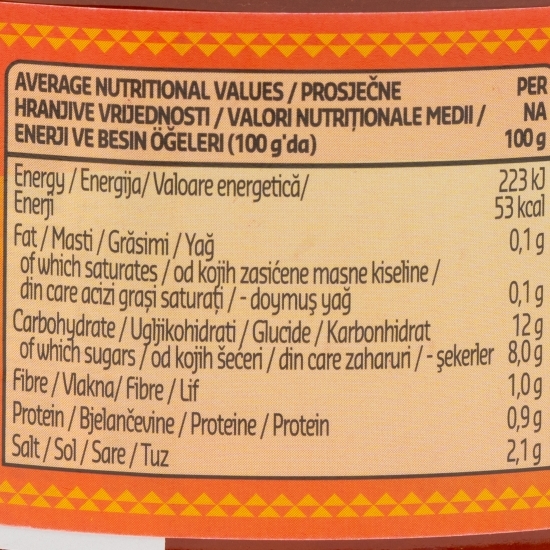 AVERAGE NUTRITIONAL VALUES / PROSJEČNE PER
HRANJIVE VRIJEDNOSTI / VALORI NUTRIȚIONALE MEDII / NA
ENERJI VE BESIN ÖĞELERI (100 g'da) 100 g
Energy / Energija/ Valoare energetică/ 223 kJ
Enerji 53 kcal
Fat / Masti / Grăsimi / Yağ 0,1 g
of which saturates / od kojih zasićene masne kiseline /
din care acizi grași saturați / - doymuş yağ 0,1 g
Carbohydrate / Ugljikohidrati / Glucide / Karbonhidrat 12 g
of which sugars / od kojih šećeri / din care zaharuri / - şekerler 8,0 g
Fibre / Vlakna/ Fibre / Lif 1,0 g
Protein / Bjelančevine / Proteine / Protein 0,9 g
Salt / Sol / Sare / Tuz 2,1 g